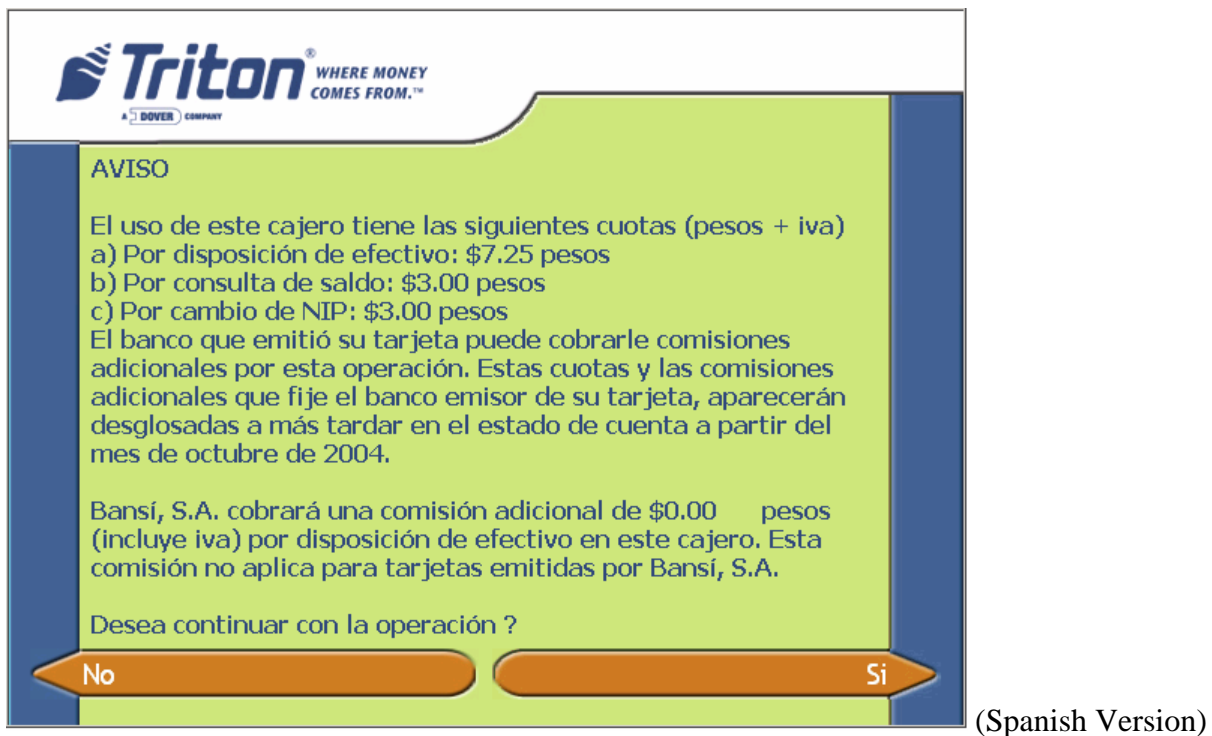 Triton® WHERE MONEY
COMES FROM.™
A DOVER COMPANY
AVISO
El uso de este cajero tiene las siguientes cuotas (pesos + iva)
a) Por disposición de efectivo: $7.25 pesos
b) Por consulta de saldo: $3.00 pesos
c) Por cambio de NIP: $3.00 pesos
El banco que emitió su tarjeta puede cobrarle comisiones
adicionales por esta operación. Estas cuotas y las comisiones
adicionales que fije el banco emisor de su tarjeta, aparecerán
desglosadas a más tardar en el estado de cuenta a partir del
mes de octubre de 2004.
Bansí, S.A. cobrará una comisión adicional de $0.00 pesos
(incluye iva) por disposición de efectivo en este cajero. Esta
comisión no aplica para tarjetas emitidas por Bansí, S.A.
Desea continuar con la operación ?
No Si
(Spanish Version)